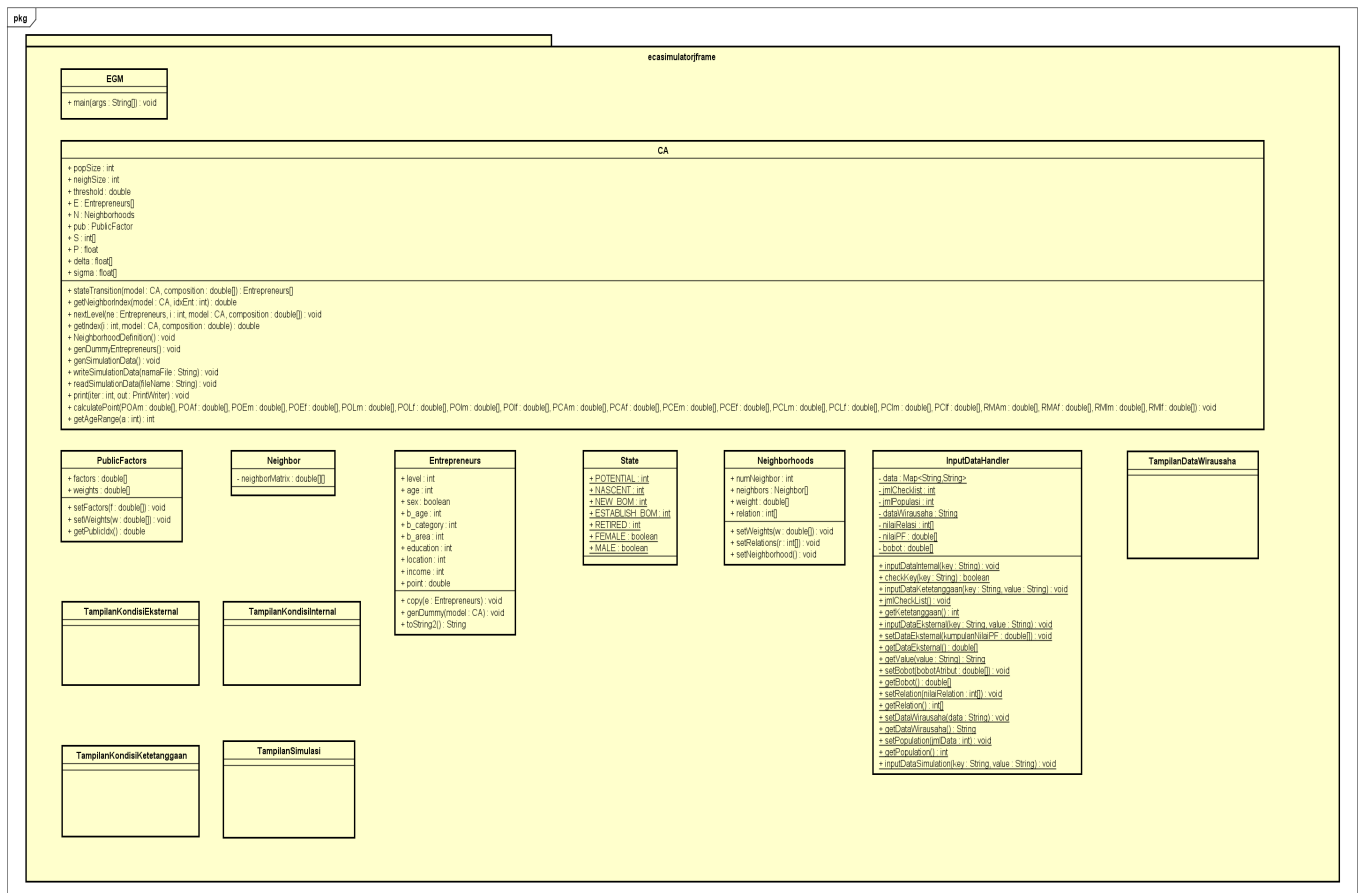 pkg
ecasimulatorjframe
EGM
+ main(args : String[]) : void
CA
+ popSize : int
+ neighSize : int
+ threshold : double
+ E : Entrepreneurs[]
+ N : Neighborhoods
+ pub : PublicFactor
+ S : int[]
+ P : float
+ delta : float[]
+ sigma : float[]
+ stateTransition(model : CA, composition : double[]) : Entrepreneurs[]
+ getNeighborIndex(model : CA, idxEnt : int) : double
+ nextLevel(ne : Entrepreneurs, i : int, model : CA, composition : double[]) : void
+ getIndex(i : int, model : CA, composition : double) : double
+ NeighborhoodDefinition() : void
+ genDummyEntrepreneurs() : void
+ genSimulationData() : void
+ writeSimulationData(namaFile : String) : void
+ readSimulationData(fileName : String) : void
+ print(iter : int, out : PrintWriter) : void
+ calculatePoint(POAm : double[], POAf : double[], POEm : double[], POEf : double[], POLm : double[], POLf : double[], POIm : double[], POIf : double[], PCAm : double[], PCAf : double[], PCEm : double[], PCEf : double[], PCLm : double[], PCLf : double[], PCIm : double[], PCIf : double[], RMAm : double[], RMAf : double[], RMIm : double[], RMIf : double[]) : void
+ getAgeRange(a : int) : int
PublicFactors
+ factors : double[]
+ weights : double[]
+ setFactors(f : double[]) : void
+ setWeights(w : double[]) : void
+ getPublicIdx() : double
Neighbor
- neighborMatrix : double[][]
Entrepreneurs
+ level : int
+ age : int
+ sex : boolean
+ b_age : int
+ b_category : int
+ b_area : int
+ education : int
+ location : int
+ income : int
+ point : double
+ copy(e : Entrepreneurs) : void
+ genDummy(model : CA) : void
+ toString2() : String
State
+ POTENTIAL : int
+ NASCENT : int
+ NEW_BOM : int
+ ESTABLISH_BOM : int
+ RETIRED : int
+ FEMALE : boolean
+ MALE : boolean
Neighborhoods
+ numNeighbor : int
+ neighbors : Neighbor[]
+ weight : double[]
+ relation : int[]
+ setWeights(w : double[]) : void
+ setRelations(r : int[]) : void
+ setNeighborhood() : void
InputDataHandler
- data : Map<String,String>
- jmlChecklist : int
- jmlPopulasi : int
- dataWirausaha : String
- nilaiRelasi : int[]
- nilaiPF : double[]
- bobot : double[]
+ inputDataInternal(key : String) : void
+ checkKey(key : String) : boolean
+ inputDataKetetanggaan(key : String, value : String) : void
+ jmlCheckList() : void
+ getKetetanggaan() : int
+ inputDataEksternal(key : String, value : String) : void
+ setDataEksternal(kumpulanNilaiPF : double[]) : void
+ getDataEksternal() : double[]
+ getValue(value : String) : String
+ setBobot(bobotAtribut : double[]) : void
+ getBobot() : double[]
+ setRelation(nilaiRelation : int[]) : void
+ getRelation() : int[]
+ setDataWirausaha(data : String) : void
+ getDataWirausaha() : String
+ setPopulation(jmlData : int) : void
+ getPopulation() : int
+ inputDataSimulation(key : String, value : String) : void
TampilanDataWirausaha
TampilanKondisiEksternal
TampilanKondisiInternal
TampilanKondisiKetetanggaan
TampilanSimulasi